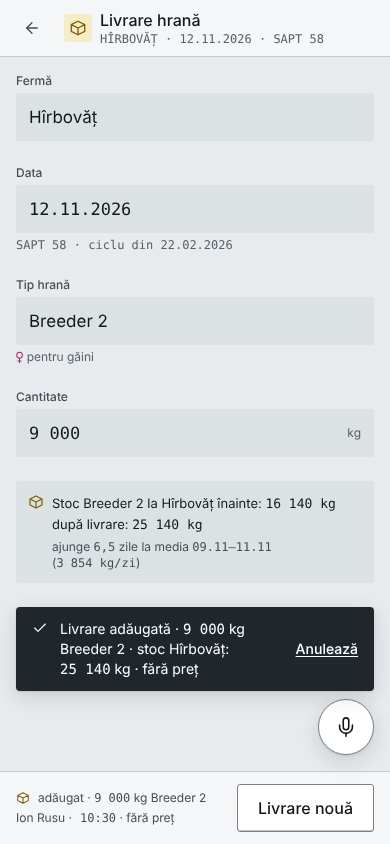 Livrare hrană
HÎRBOVĂȚ · 12.11.2026 · SAPT 58
Fermă
Hîrbovăț
Data
12.11.2026
SAPT 58 · ciclu din 22.02.2026
Tip hrană
Breeder 2
♀ pentru găini
Cantitate
9 000 kg
Stoc Breeder 2 la Hîrbovăț înainte: 16 140 kg
după livrare: 25 140 kg
ajunge 6,5 zile la media 09.11–11.11
(3 854 kg/zi)
Livrare adăugată · 9 000 kg
Breeder 2 · stoc Hîrbovăț:
25 140 kg · fără preț
Anulează
adăugat · 9 000 kg Breeder 2
Ion Rusu · 10:30 · fără preț
Livrare nouă